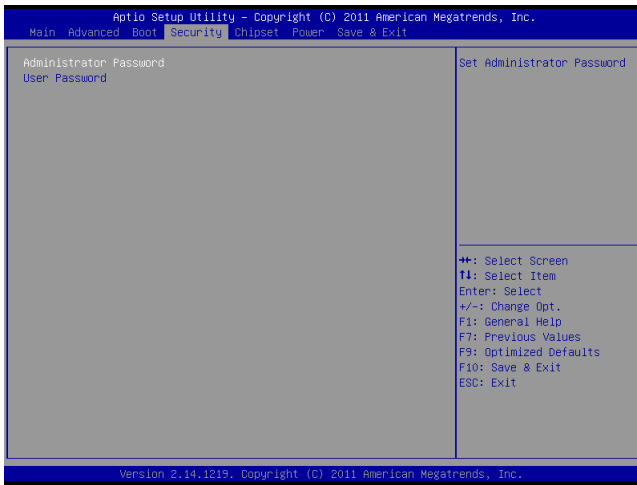 Aptio Setup Utility – Copyright (C) 2011 American Megatrends, Inc.
Main Advanced Boot Security Chipset Power Save & Exit
Administrator Password
User Password
Set Administrator Password
→←: Select Screen
↑↓: Select Item
Enter: Select
+/-: Change Opt.
F1: General Help
F7: Previous Values
F9: Optimized Defaults
F10: Save & Exit
ESC: Exit
Version 2.14.1219. Copyright (C) 2011 American Megatrends, Inc.